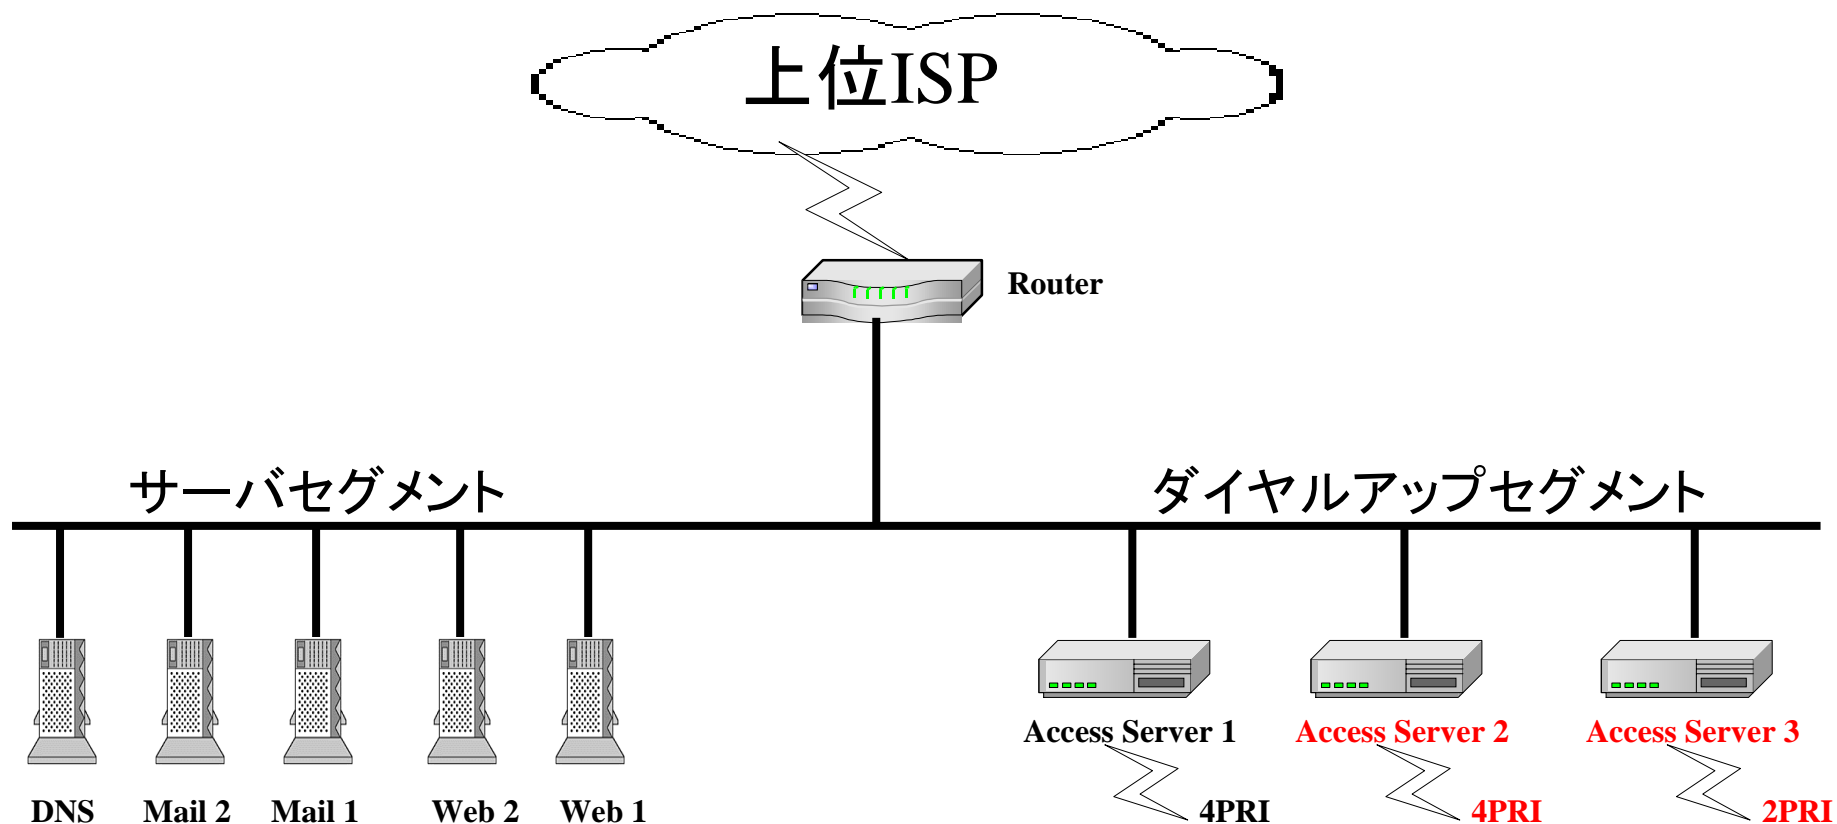 上位ISP
Router
サーバセグメント
ダイヤルアップセグメント
Access Server 1
Access Server 2
Access Server 3
DNS
Mail 2
Mail 1
Web 2
Web 1
4PRI
4PRI
2PRI